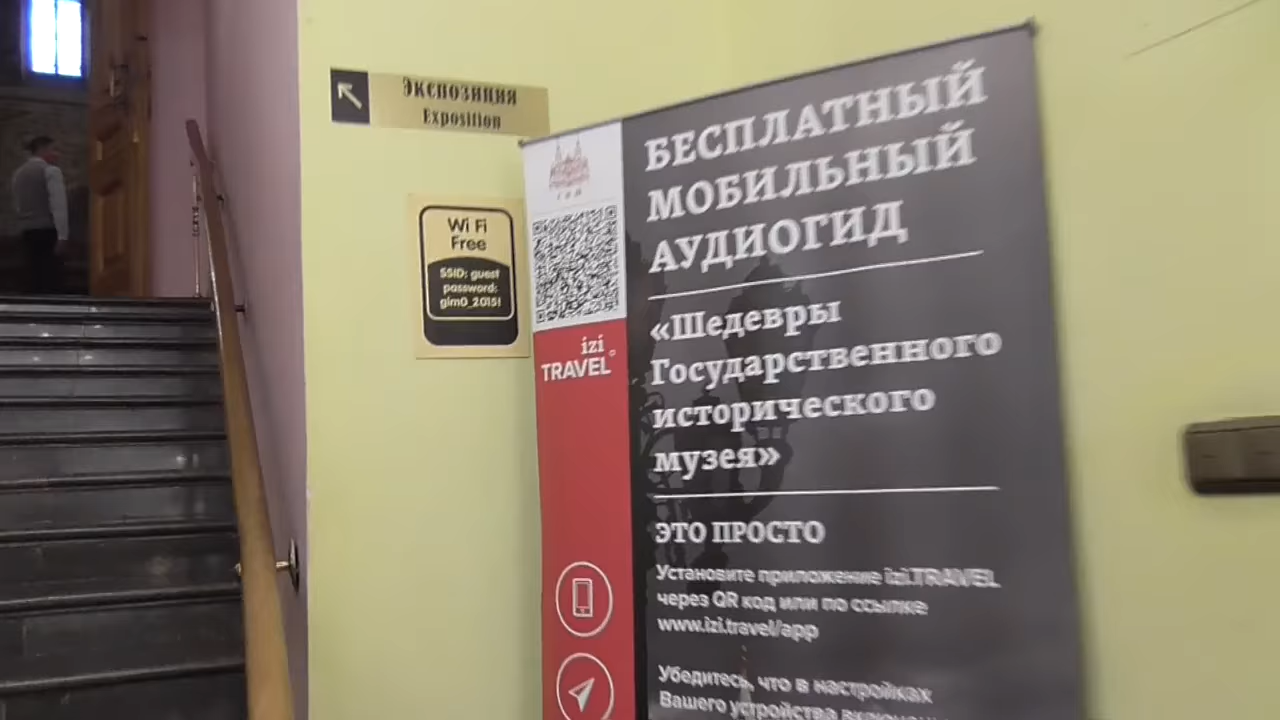 ЭКСПОЗИЦИЯ
Exposition
Wi Fi
Free
SSID: guest
password:
gim0_2015!
izi
TRAVEL
БЕСПЛАТНЫЙ
МОБИЛЬНЫЙ
АУДИОГИД
«Шедевры
Государственного
исторического
музея»
ЭТО ПРОСТО
Установите приложение izi.TRAVEL
через QR код или по ссылке
www.izi.travel/app
Убедитесь, что в настройках
Вашего устройства